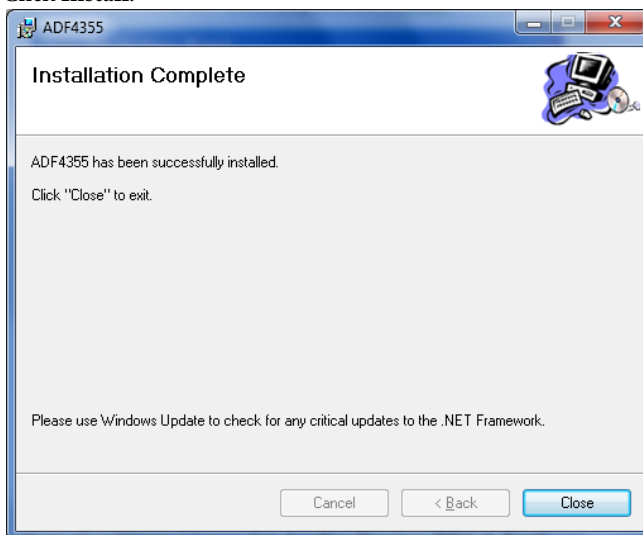 Click Install.
ADF4355
Installation Complete
ADF4355 has been successfully installed.
Click "Close" to exit.
Please use Windows Update to check for any critical updates to the .NET Framework.
Cancel
< Back
Close